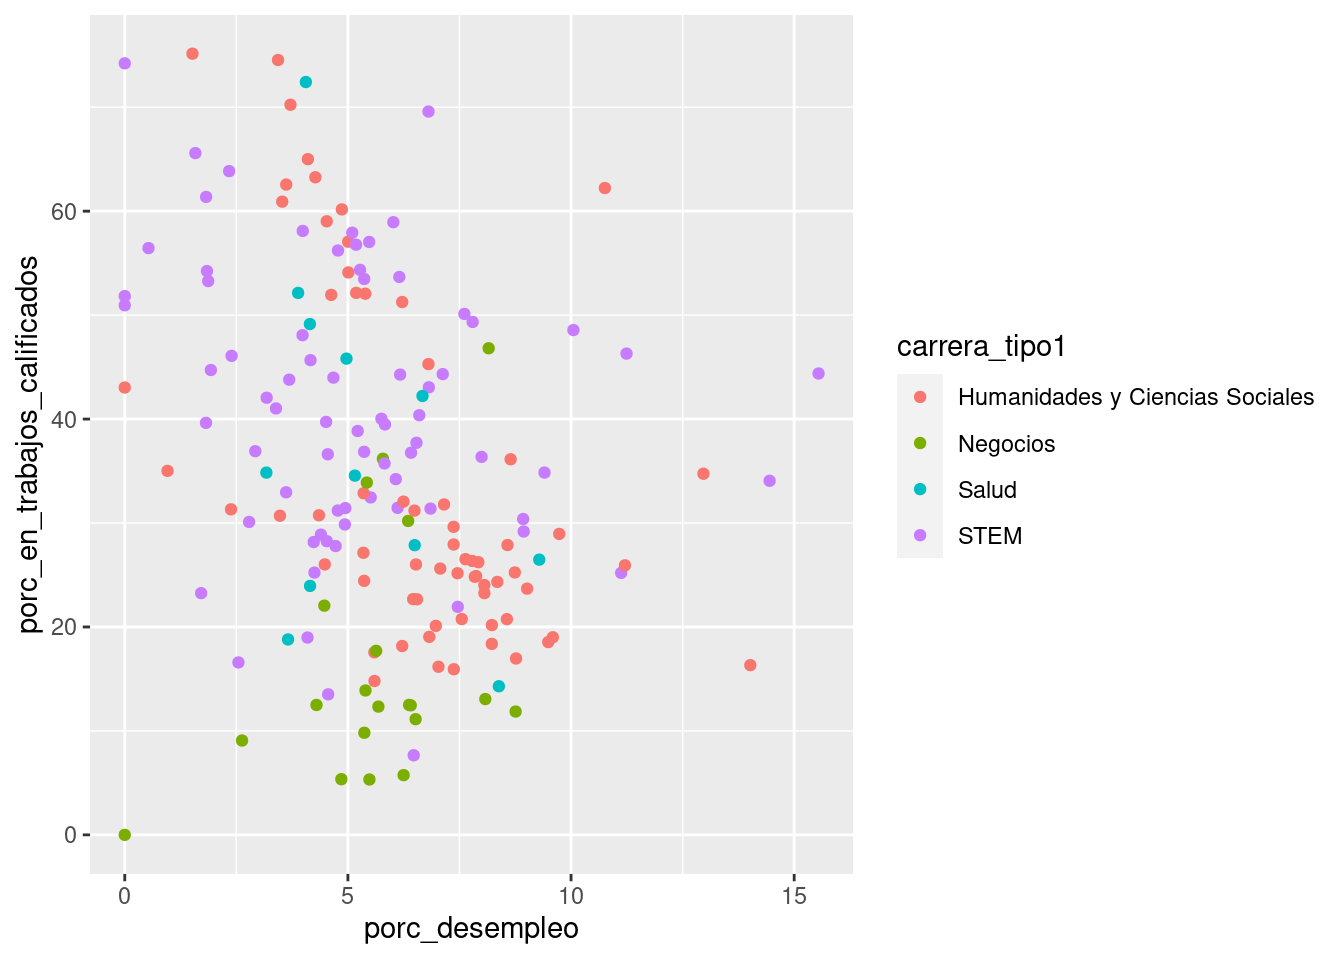 porc_en_trabajos_calificados
60
40
20
0
0 5 10 15
porc_desempleo
carrera_tipo1
Humanidades y Ciencias Sociales
Negocios
Salud
STEM